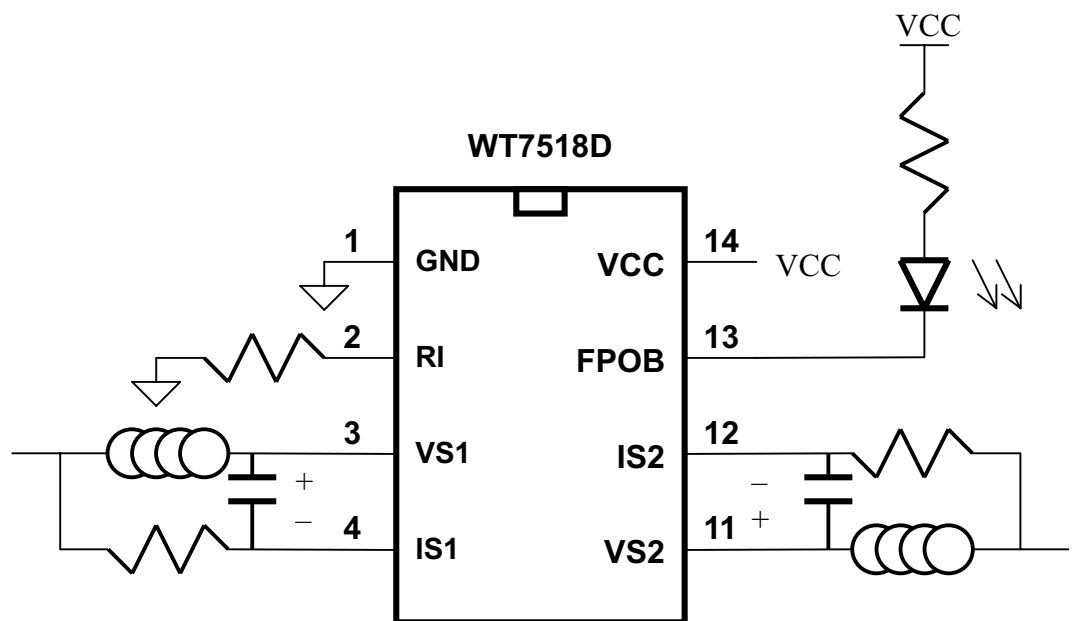 VCC
WT7518D
1 GND
VCC 14 VCC
2 RI
FPOB 13
3 VS1
IS2 12
+
–
–
+
4 IS1
VS2 11